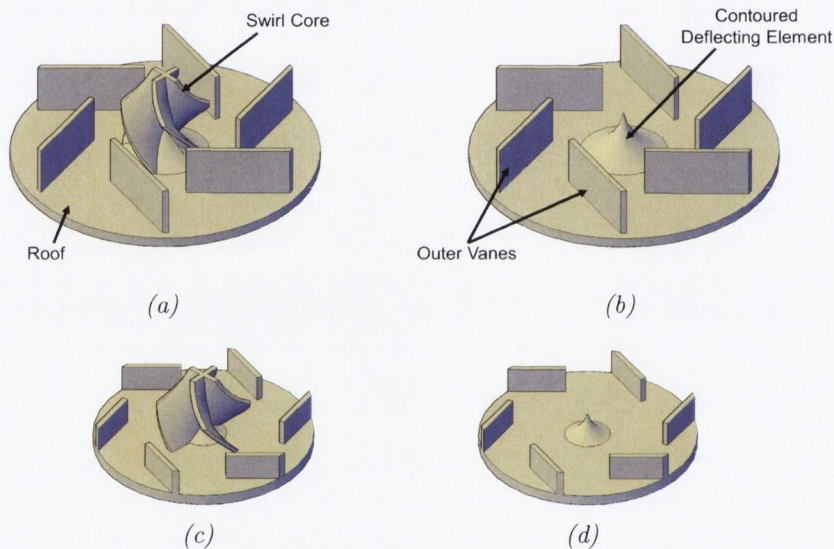 Swirl Core
Contoured
Deflecting Element
Roof
Outer Vanes
(a)
(b)
(c)
(d)